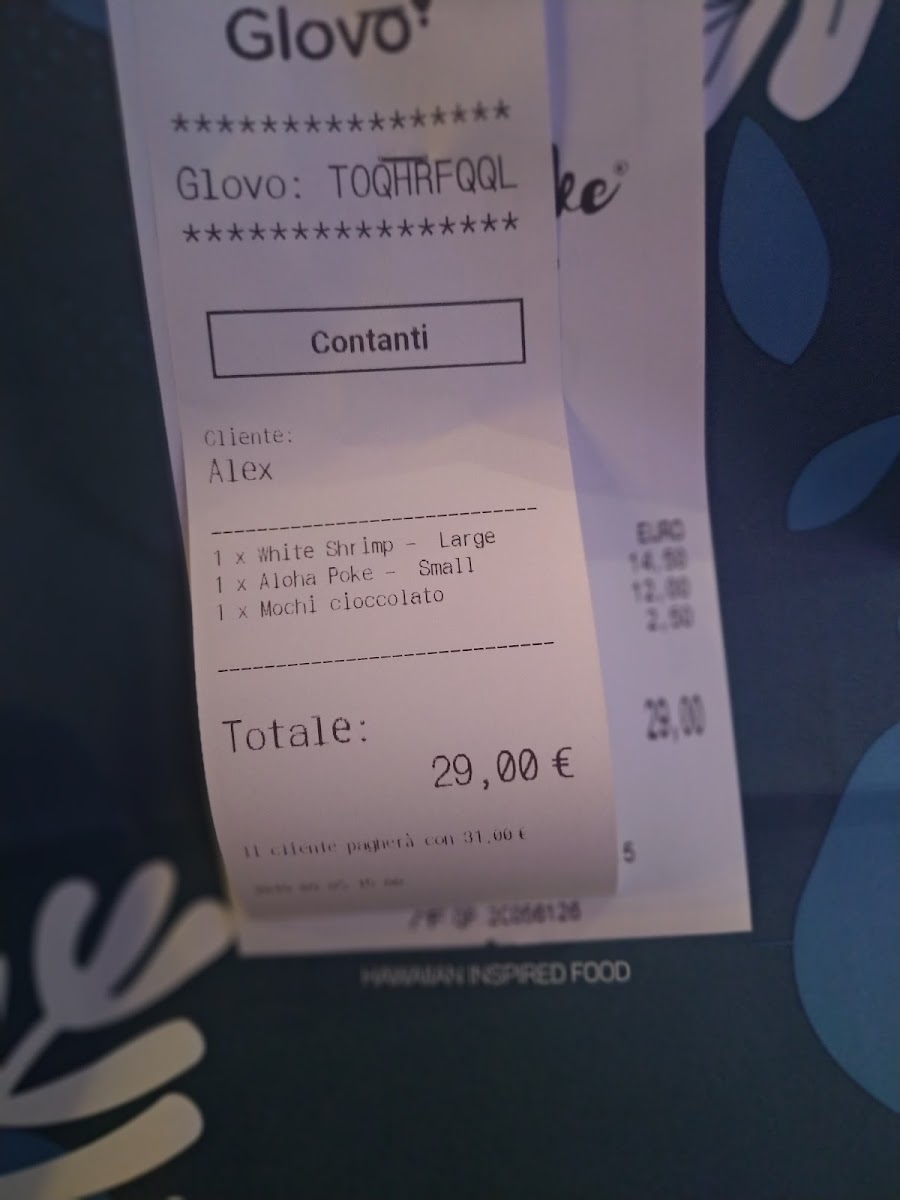 Glovo
****************
Glovo: TOQHRFQQL
****************
Contanti
Cliente:
Alex
1 x White Shrimp - Large
1 x Aloha Poke - Small
1 x Mochi cioccolato
Totale:
29,00 €
Il cliente pagherà con 31,00 €
ke®
EURO
14,50
12,00
2,50
29,00
5
HAWAIIAN INSPIRED FOOD